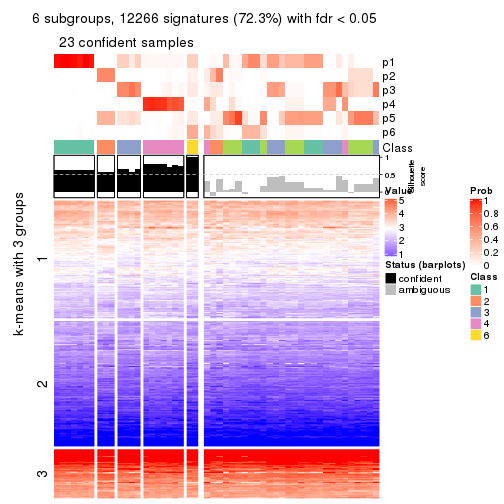 6 subgroups, 12266 signatures (72.3%) with fdr < 0.05
23 confident samples
p1
p2
p3
p4
p5
p6
Class
1
0.5
0
Silhouette
score
k-means with 3 groups
1
2
3
Value
5
4
3
2
1
Status (barplots)
confident
ambiguous
Prob
1
0.8
0.6
0.4
0.2
0
Class
1
2
3
4
6